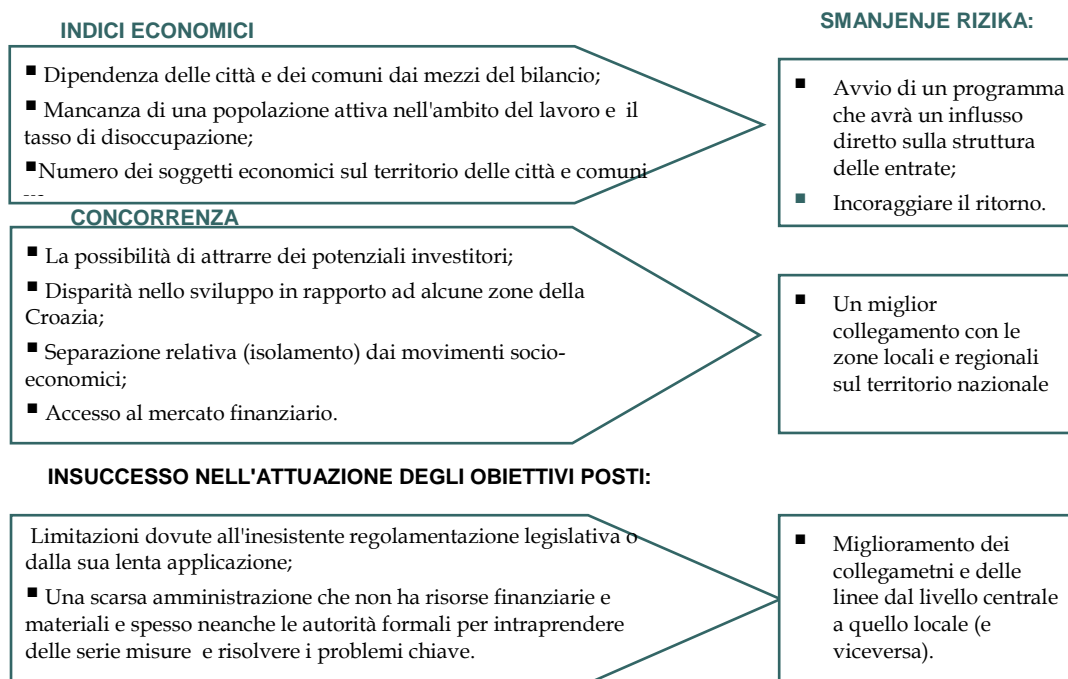 INDICI ECONOMICI
▪ Dipendenza delle città e dei comuni dai mezzi del bilancio;
▪ Mancanza di una popolazione attiva nell'ambito del lavoro e il
tasso di disoccupazione;
▪Numero dei soggetti economici sul territorio delle città e comuni
SMANJENJE RIZIKA:
▪ Avvio di un programma
che avrà un influsso
diretto sulla struttura
delle entrate;
▪ Incoraggiare il ritorno.
CONCORRENZA
▪ La possibilità di attrarre dei potenziali investitori;
▪ Disparità nello sviluppo in rapporto ad alcune zone della
Croazia;
▪ Separazione relativa (isolamento) dai movimenti socio-
economici;
▪ Accesso al mercato finanziario.
▪ Un miglior
collegamento con le
zone locali e regionali
sul territorio nazionale
INSUCCESSO NELL'ATTUAZIONE DEGLI OBIETTIVI POSTI:
Limitazioni dovute all'inesistente regolamentazione legislativa o
dalla sua lenta applicazione;
▪ Una scarsa amministrazione che non ha risorse finanziarie e
materiali e spesso neanche le autorità formali per intraprendere
delle serie misure e risolvere i problemi chiave.
▪ Miglioramento dei
collegametni e delle
linee dal livello centrale
a quello locale (e
viceversa).